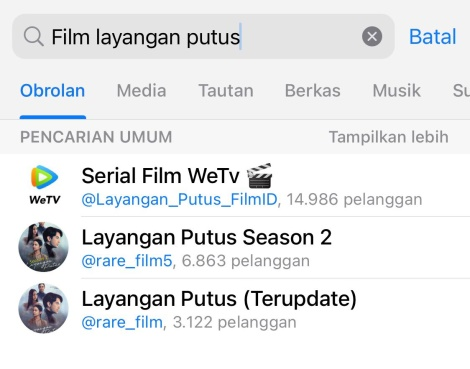 Film layangan putus Batal
Obrolan Media Tautan Berkas Musik Su
PENCARIAN UMUM Tampilkan lebih
Serial Film WeTv 🎬
WeTV @Layangan_Putus_FilmID, 14.986 pelanggan
Layangan Putus Season 2
@rare_film5, 6.863 pelanggan
Layangan Putus (Terupdate)
@rare_film, 3.122 pelanggan